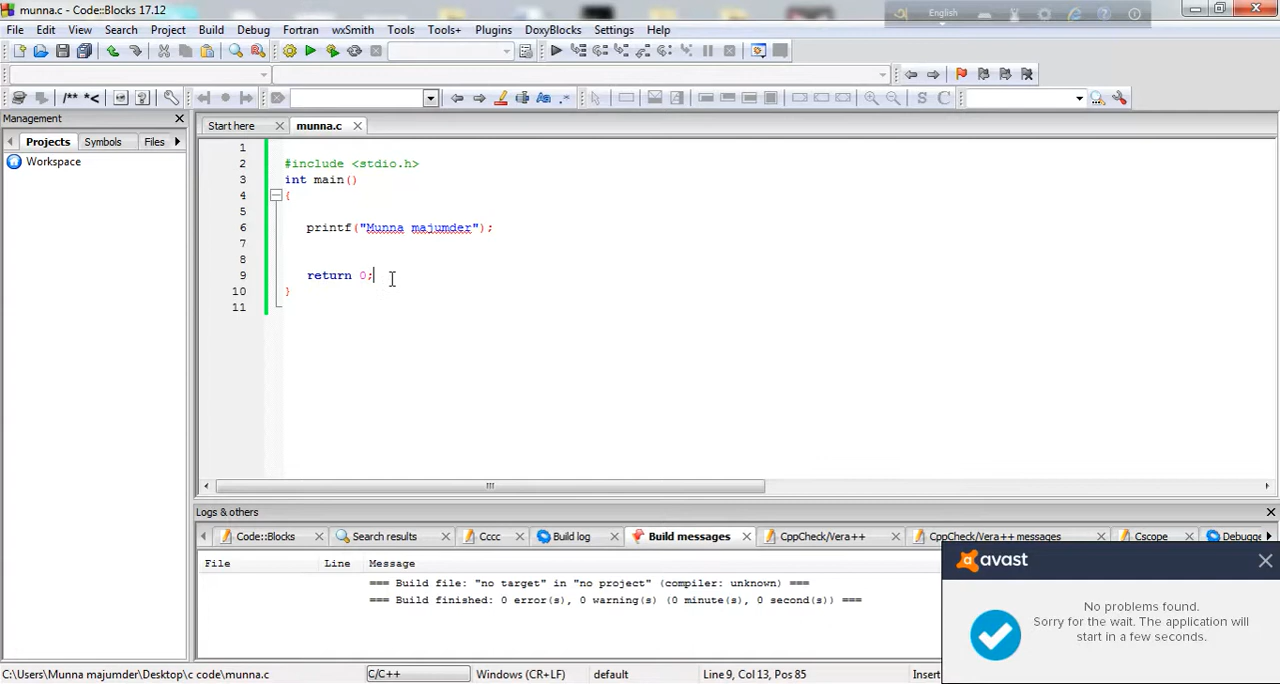 munna.c - Code::Blocks 17.12
English
File Edit View Search Project Build Debug Fortran wxSmith Tools Tools+ Plugins DoxyBlocks Settings Help
/** *<
S C
Management
Start here
munna.c
Projects Symbols Files
Workspace
1
2 #include <stdio.h>
3 int main()
4 {
5
6 printf("Munna majumder");
7
8
9 return 0;
10 }
11
Logs & others
Code::Blocks Search results Cccc Build log Build messages CppCheck/Vera++ CppCheck/Vera++ messages Cscope Debugge
File Line Message
=== Build file: "no target" in "no project" (compiler: unknown) ===
=== Build finished: 0 error(s), 0 warning(s) (0 minute(s), 0 second(s)) ===
avast
No problems found.
Sorry for the wait. The application will
start in a few seconds.
C:\Users\Munna majumder\Desktop\c code\munna.c C/C++ Windows (CR+LF) default Line 9, Col 13, Pos 85 Insert